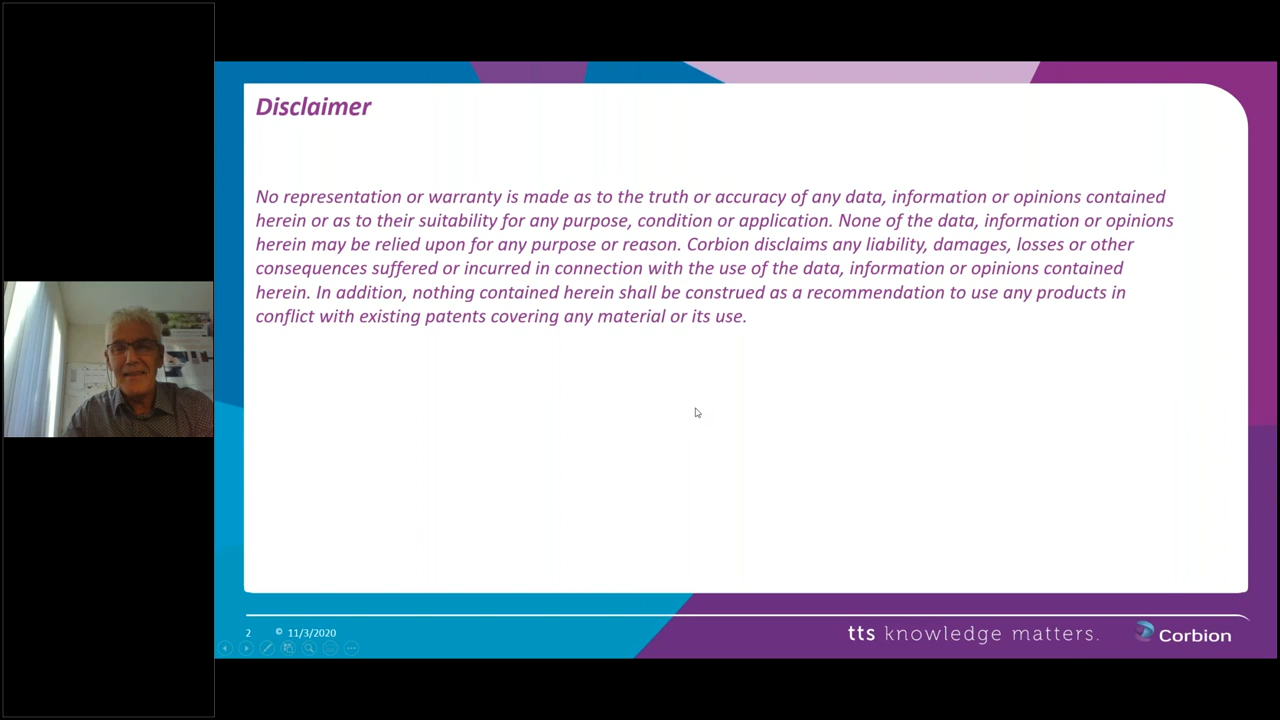 Disclaimer
No representation or warranty is made as to the truth or accuracy of any data, information or opinions contained
herein or as to their suitability for any purpose, condition or application. None of the data, information or opinions
herein may be relied upon for any purpose or reason. Corbion disclaims any liability, damages, losses or other
consequences suffered or incurred in connection with the use of the data, information or opinions contained
herein. In addition, nothing contained herein shall be construed as a recommendation to use any products in
conflict with existing patents covering any material or its use.
2 © 11/3/2020
tts knowledge matters.
Corbion